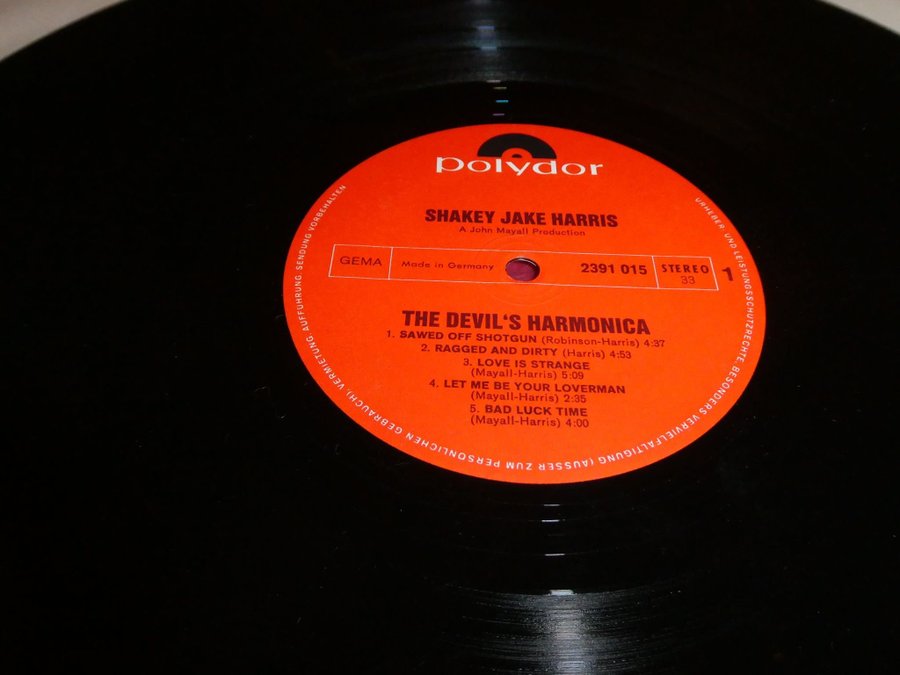 polydor
SHAKEY JAKE HARRIS
A John Mayall Production
GEMA
Made in Germany
2391 015
STEREO
33
1
THE DEVIL'S HARMONICA
1. SAWED OFF SHOTGUN (Robinson-Harris) 4:37
2. RAGGED AND DIRTY (Harris) 4:53
3. LOVE IS STRANGE
(Mayall-Harris) 5:09
4. LET ME BE YOUR LOVERMAN
(Mayall-Harris) 2:35
5. BAD LUCK TIME
(Mayall-Harris) 4:00
URHEBER- UND LEISTUNGSSCHUTZRECHTE BESONDERS VERVIELFÄLTIGUNG (AUSSER ZUM PERSÖNLICHEN GEBRAUCH), VERMIETUNG, AUFFÜHRUNG, SENDUNG VORBEHALTEN